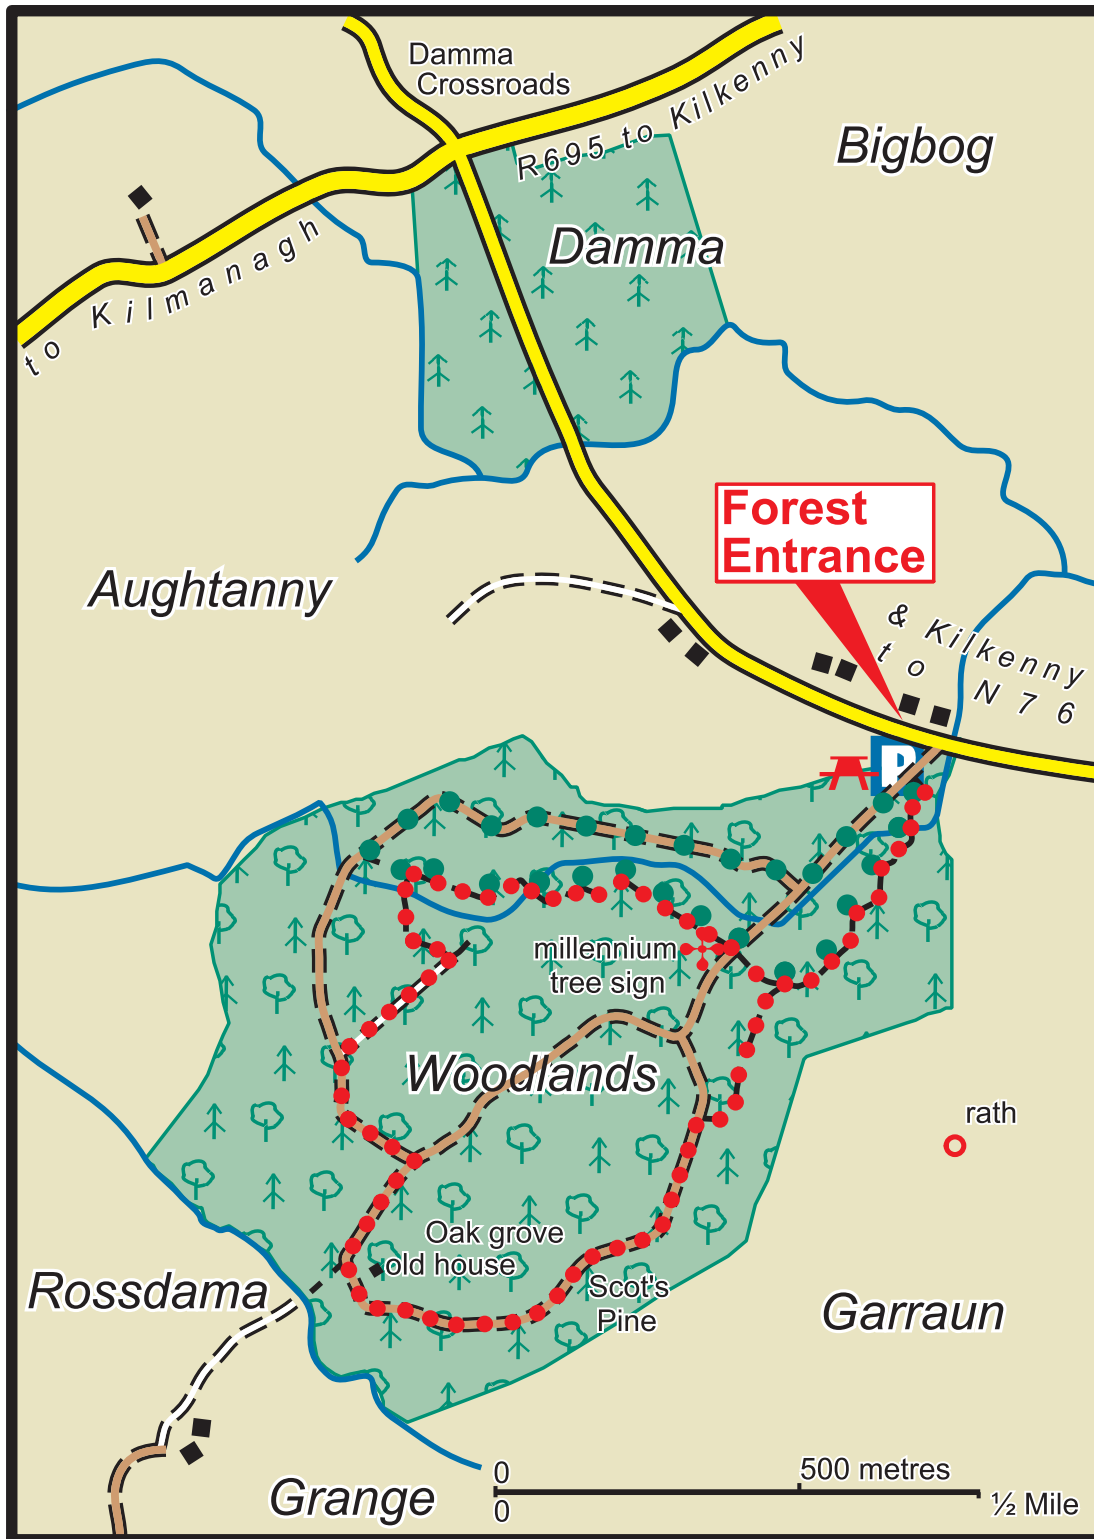 Damma
Crossroads
R695 to Kilkenny
Bigbog
Damma
to Kilmanagh
Forest
Entrance
Aughtanny
& Kilkenny
to N76
P
millennium
tree sign
Woodlands
rath
Oak grove
old house
Rossdama
Scot's
Pine
Garraun
Grange
0
500 metres
0
½ Mile